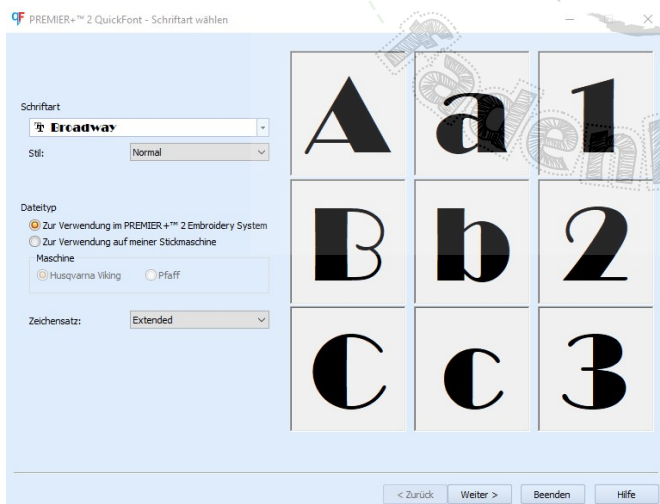 PREMIER+™ 2 QuickFont - Schriftart wählen
Schriftart
Broadway
Stil:
Normal
Dateityp
Zur Verwendung im PREMIER+™ 2 Embroidery System
Zur Verwendung auf meiner Stickmaschine
Maschine
Husqvarna Viking
Pfaff
Zeichensatz:
Extended
A a 1
B b 2
C c 3
< Zurück
Weiter >
Beenden
Hilfe